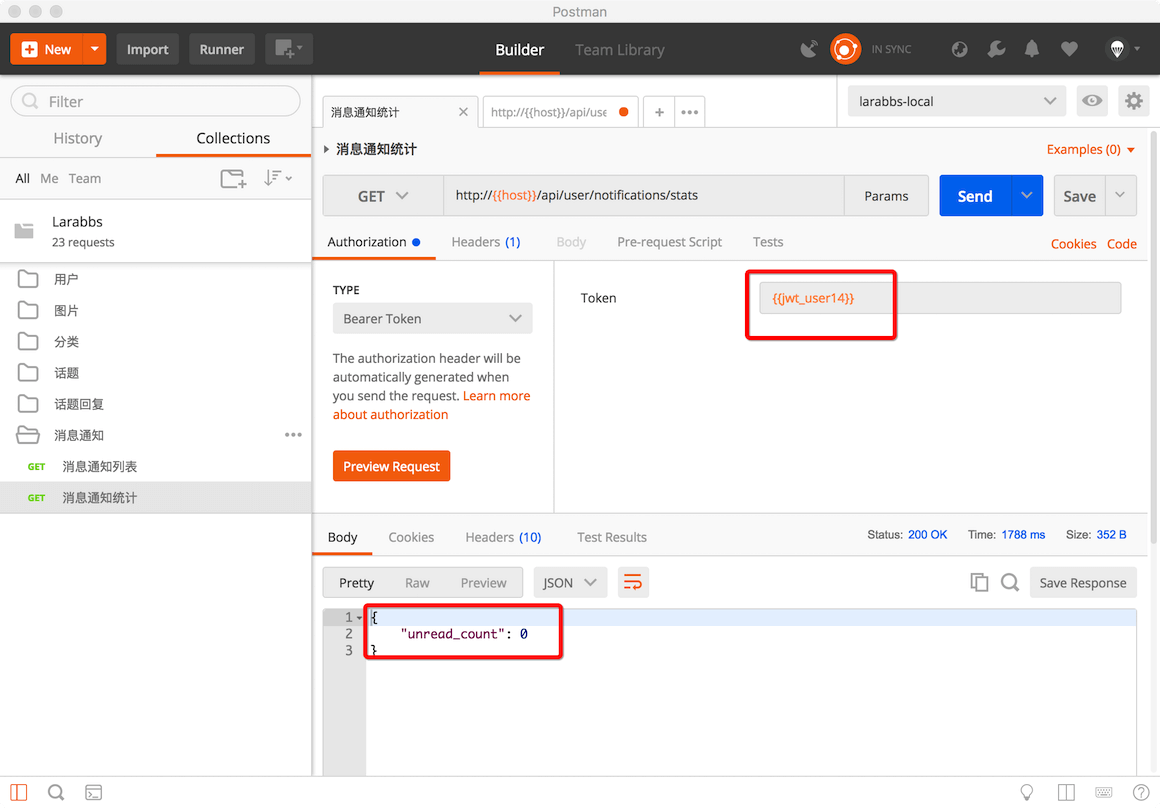 Postman
New
Import
Runner
Builder
Team Library
IN SYNC
Filter
History
Collections
All Me Team
Larabbs
23 requests
用户
图片
分类
话题
话题回复
消息通知
GET 消息通知列表
GET 消息通知统计
消息通知统计
http://{{host}}/api/use
larabbs-local
消息通知统计
Examples (0)
GET
http://{{host}}/api/user/notifications/stats
Params
Send
Save
Authorization
Headers (1)
Body
Pre-request Script
Tests
Cookies Code
TYPE
Bearer Token
The authorization header will be
automatically generated when
you send the request. Learn more
about authorization
Preview Request
Token
{{jwt_user14}}
Body
Cookies
Headers (10)
Test Results
Status: 200 OK
Time: 1788 ms
Size: 352 B
Pretty
Raw
Preview
JSON
Save Response
1 {
2 "unread_count": 0
3 }